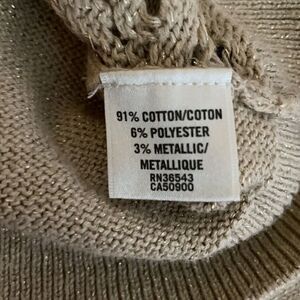 91% COTTON/COTON
6% POLYESTER
3% METALLIC/
METALLIQUE
RN36543
CA50900